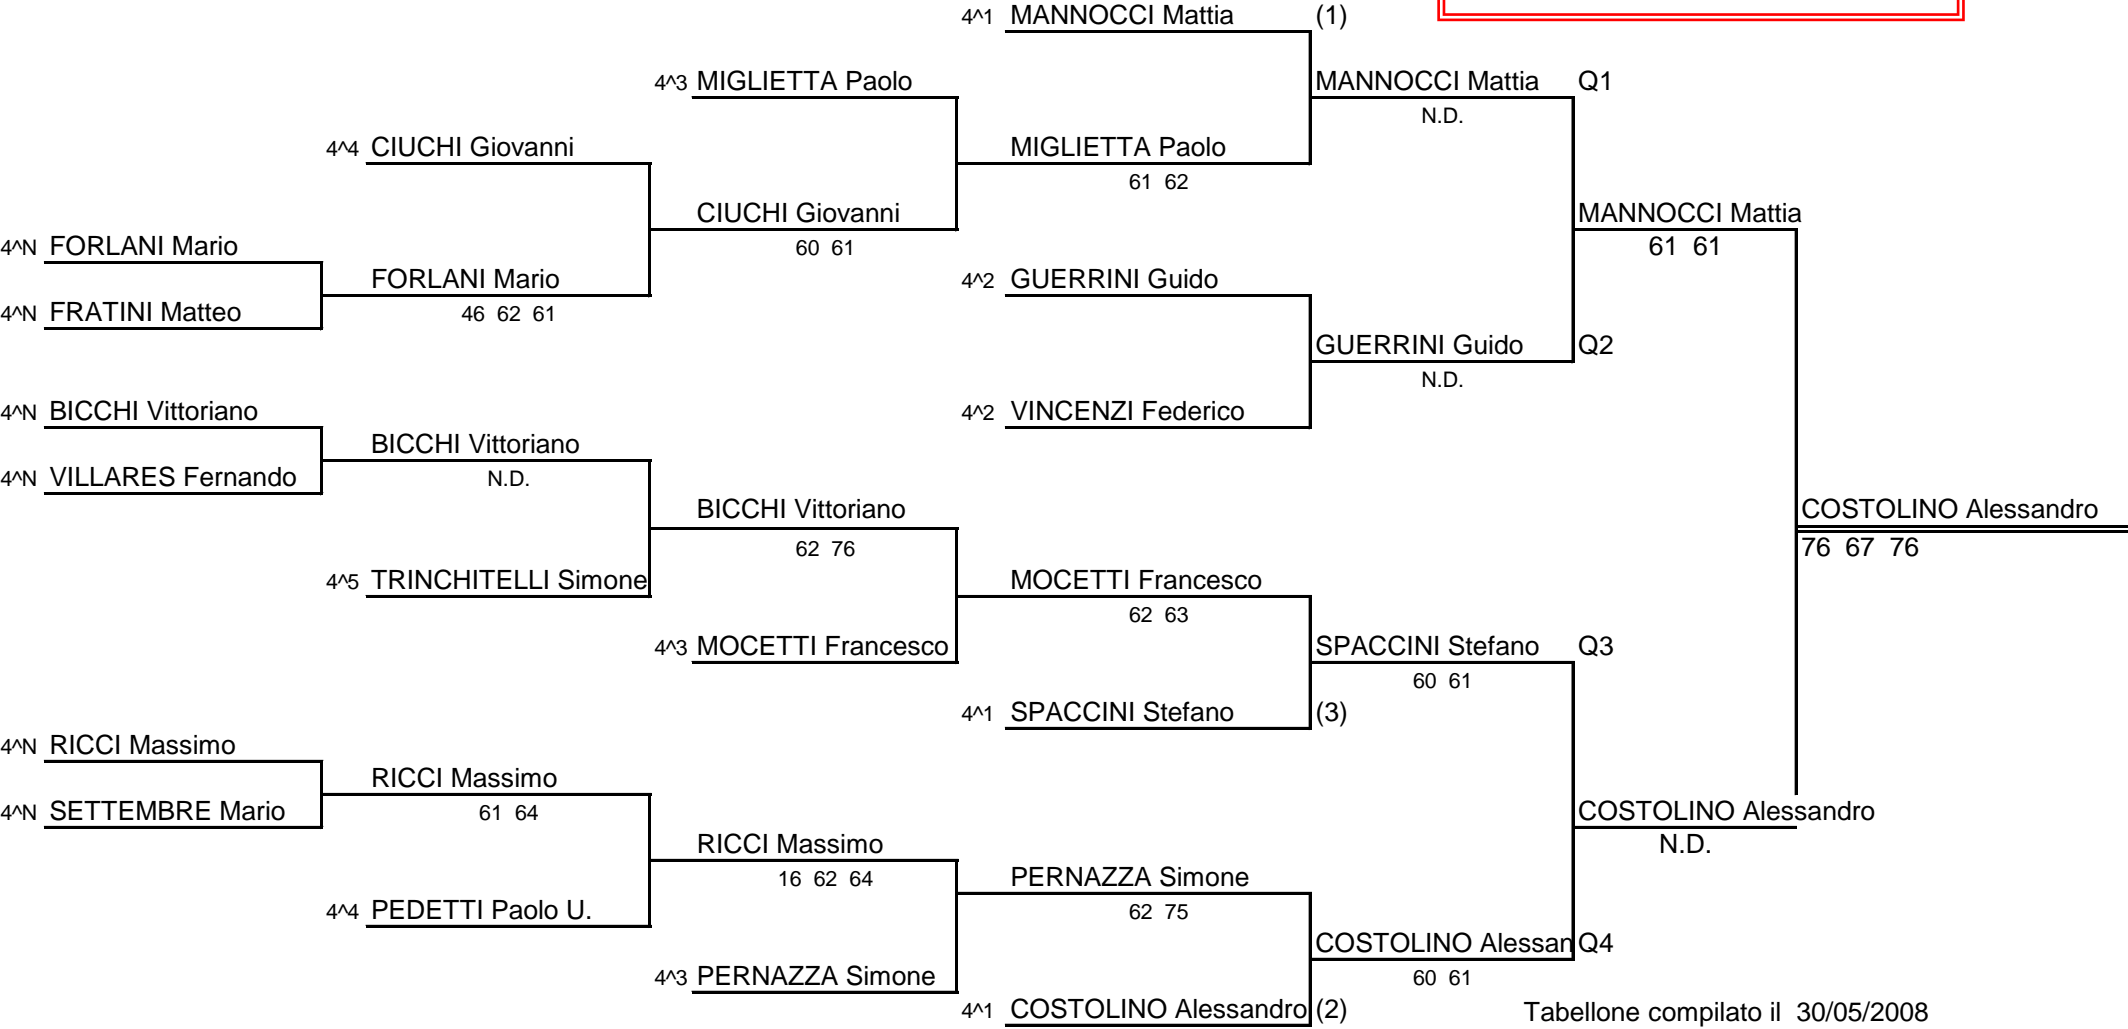 4^1 MANNOCCI Mattia (1)
4^3 MIGLIETTA Paolo
MANNOCCI Mattia Q1
N.D.
4^4 CIUCHI Giovanni
MIGLIETTA Paolo
61 62
CIUCHI Giovanni
60 61
MANNOCCI Mattia
61 61
4^N FORLANI Mario
FORLANI Mario
46 62 61
4^2 GUERRINI Guido
4^N FRATINI Matteo
GUERRINI Guido Q2
N.D.
4^N BICCHI Vittoriano
4^2 VINCENZI Federico
BICCHI Vittoriano
N.D.
4^N VILLARES Fernando
BICCHI Vittoriano
62 76
COSTOLINO Alessandro
76 67 76
4^5 TRINCHITELLI Simone
MOCETTI Francesco
62 63
4^3 MOCETTI Francesco
SPACCINI Stefano Q3
60 61
4^1 SPACCINI Stefano (3)
4^N RICCI Massimo
RICCI Massimo
61 64
4^N SETTEMBRE Mario
COSTOLINO Alessandro
N.D.
RICCI Massimo
16 62 64
PERNAZZA Simone
62 75
4^4 PEDETTI Paolo U.
COSTOLINO Alessan Q4
60 61
4^3 PERNAZZA Simone
4^1 COSTOLINO Alessandro (2)
Tabellone compilato il 30/05/2008